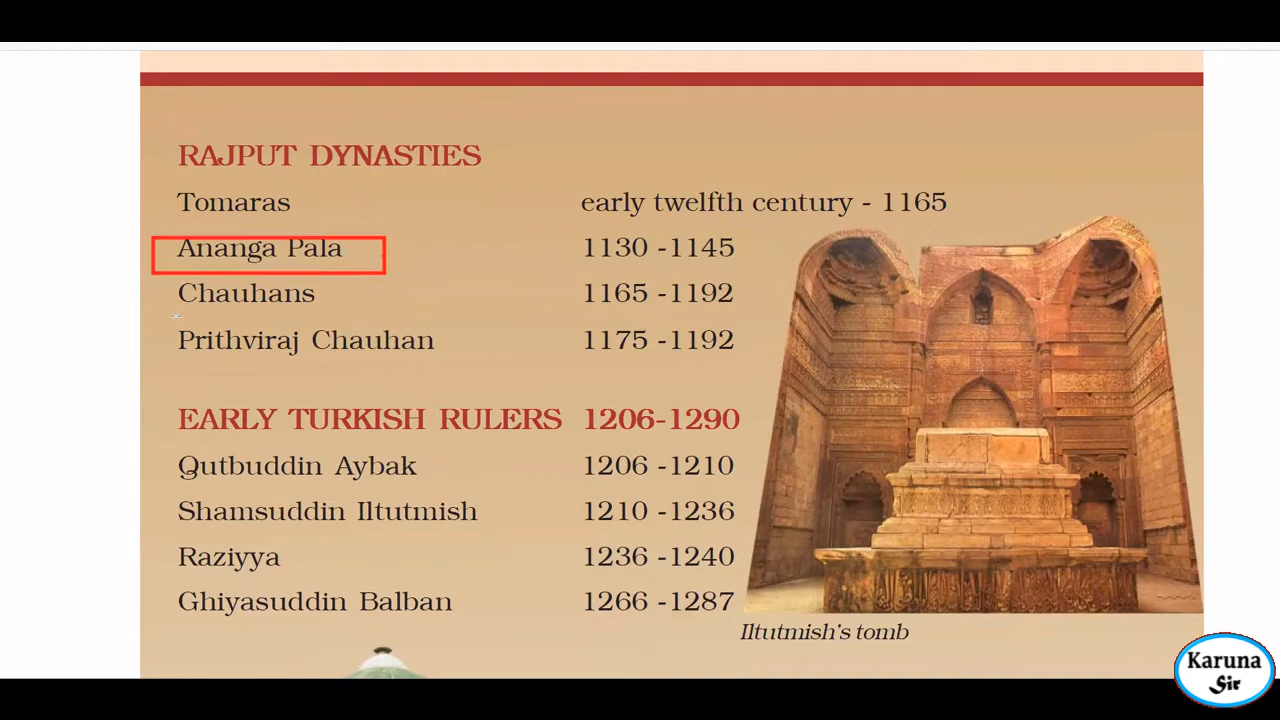 RAJPUT DYNASTIES
Tomaras early twelfth century - 1165
Ananga Pala 1130 -1145
Chauhans 1165 -1192
Prithviraj Chauhan 1175 -1192
EARLY TURKISH RULERS 1206-1290
Qutbuddin Aybak 1206 -1210
Shamsuddin Iltutmish 1210 -1236
Raziyya 1236 -1240
Ghiyasuddin Balban 1266 -1287
Iltutmish's tomb
Karuna
Sir